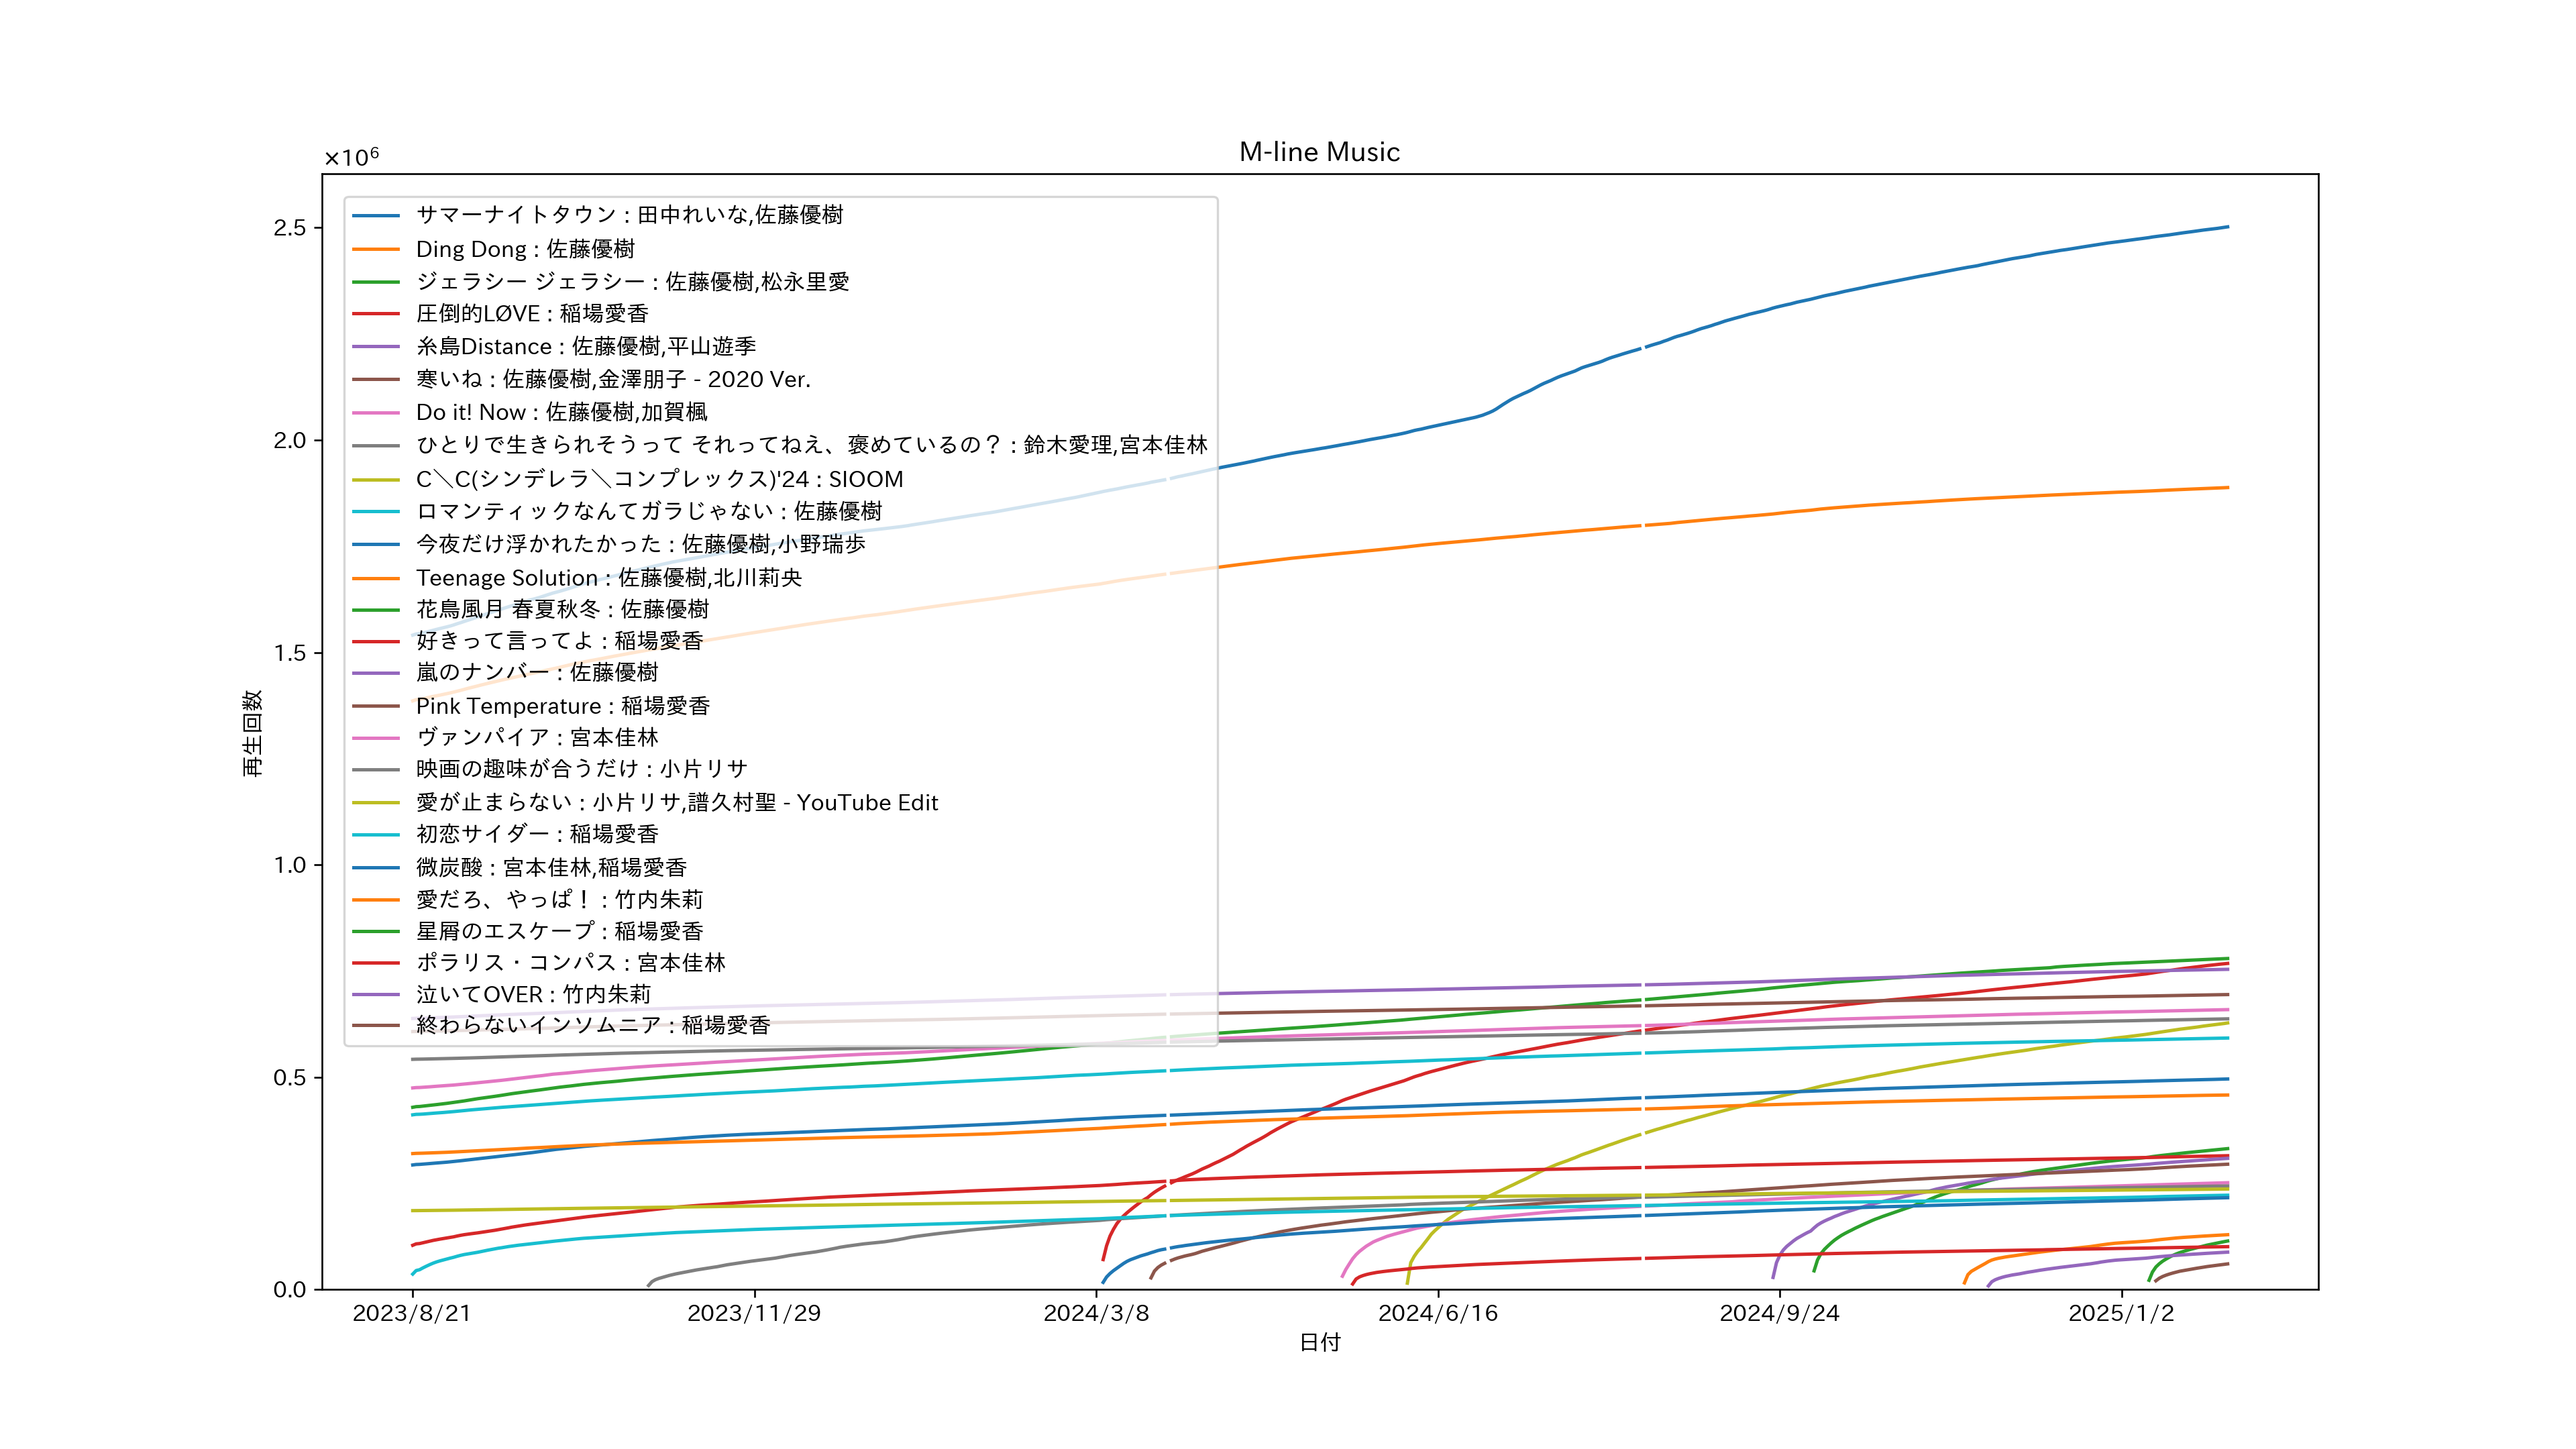 M-line Music
×10⁶
2.5
2.0
1.5
1.0
0.5
0.0
再生回数
サマーナイトタウン : 田中れいな,佐藤優樹
Ding Dong : 佐藤優樹
ジェラシー ジェラシー : 佐藤優樹,松永里愛
圧倒的LØVE : 稲場愛香
糸島Distance : 佐藤優樹,平山遊季
寒いね : 佐藤優樹,金澤朋子 - 2020 Ver.
Do it! Now : 佐藤優樹,加賀楓
ひとりで生きられそうって それってねえ、褒めているの？ : 鈴木愛理,宮本佳林
C＼C(シンデレラ＼コンプレックス)'24 : SIOOM
ロマンティックなんてガラじゃない : 佐藤優樹
今夜だけ浮かれたかった : 佐藤優樹,小野瑞歩
Teenage Solution : 佐藤優樹,北川莉央
花鳥風月 春夏秋冬 : 佐藤優樹
好きって言ってよ : 稲場愛香
嵐のナンバー : 佐藤優樹
Pink Temperature : 稲場愛香
ヴァンパイア : 宮本佳林
映画の趣味が合うだけ : 小片リサ
愛が止まらない : 小片リサ,譜久村聖 - YouTube Edit
初恋サイダー : 稲場愛香
微炭酸 : 宮本佳林,稲場愛香
愛だろ、やっぱ！ : 竹内朱莉
星屑のエスケープ : 稲場愛香
ポラリス・コンパス : 宮本佳林
泣いてOVER : 竹内朱莉
終わらないインソムニア : 稲場愛香
2023/8/21
2023/11/29
2024/3/8
2024/6/16
2024/9/24
2025/1/2
日付